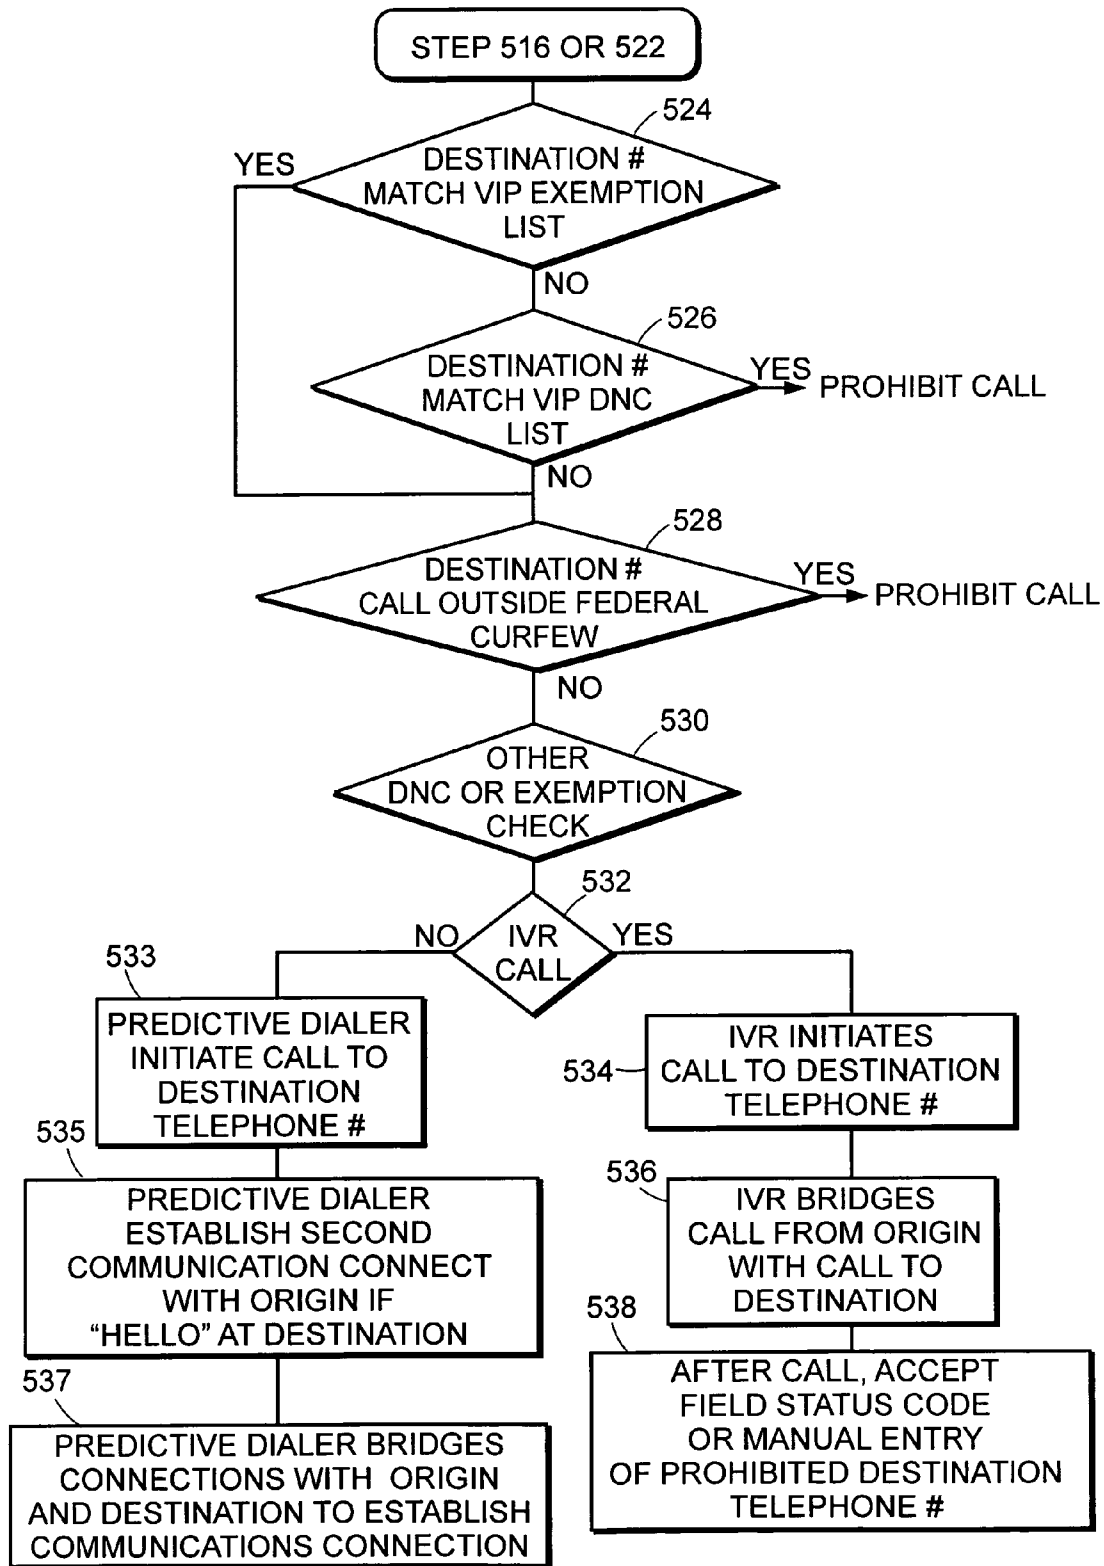 STEP 516 OR 522
524
YES
DESTINATION #
MATCH VIP EXEMPTION
LIST
NO
526
DESTINATION #
MATCH VIP DNC
LIST
YES
PROHIBIT CALL
NO
528
DESTINATION #
CALL OUTSIDE FEDERAL
CURFEW
YES
PROHIBIT CALL
NO
530
OTHER
DNC OR EXEMPTION
CHECK
532
NO
IVR
CALL
YES
533
PREDICTIVE DIALER
INITIATE CALL TO
DESTINATION
TELEPHONE #
534
IVR INITIATES
CALL TO DESTINATION
TELEPHONE #
535
PREDICTIVE DIALER
ESTABLISH SECOND
COMMUNICATION CONNECT
WITH ORIGIN IF
“HELLO” AT DESTINATION
536
IVR BRIDGES
CALL FROM ORIGIN
WITH CALL TO
DESTINATION
537
PREDICTIVE DIALER BRIDGES
CONNECTIONS WITH ORIGIN
AND DESTINATION TO ESTABLISH
COMMUNICATIONS CONNECTION
538
AFTER CALL, ACCEPT
FIELD STATUS CODE
OR MANUAL ENTRY
OF PROHIBITED DESTINATION
TELEPHONE #